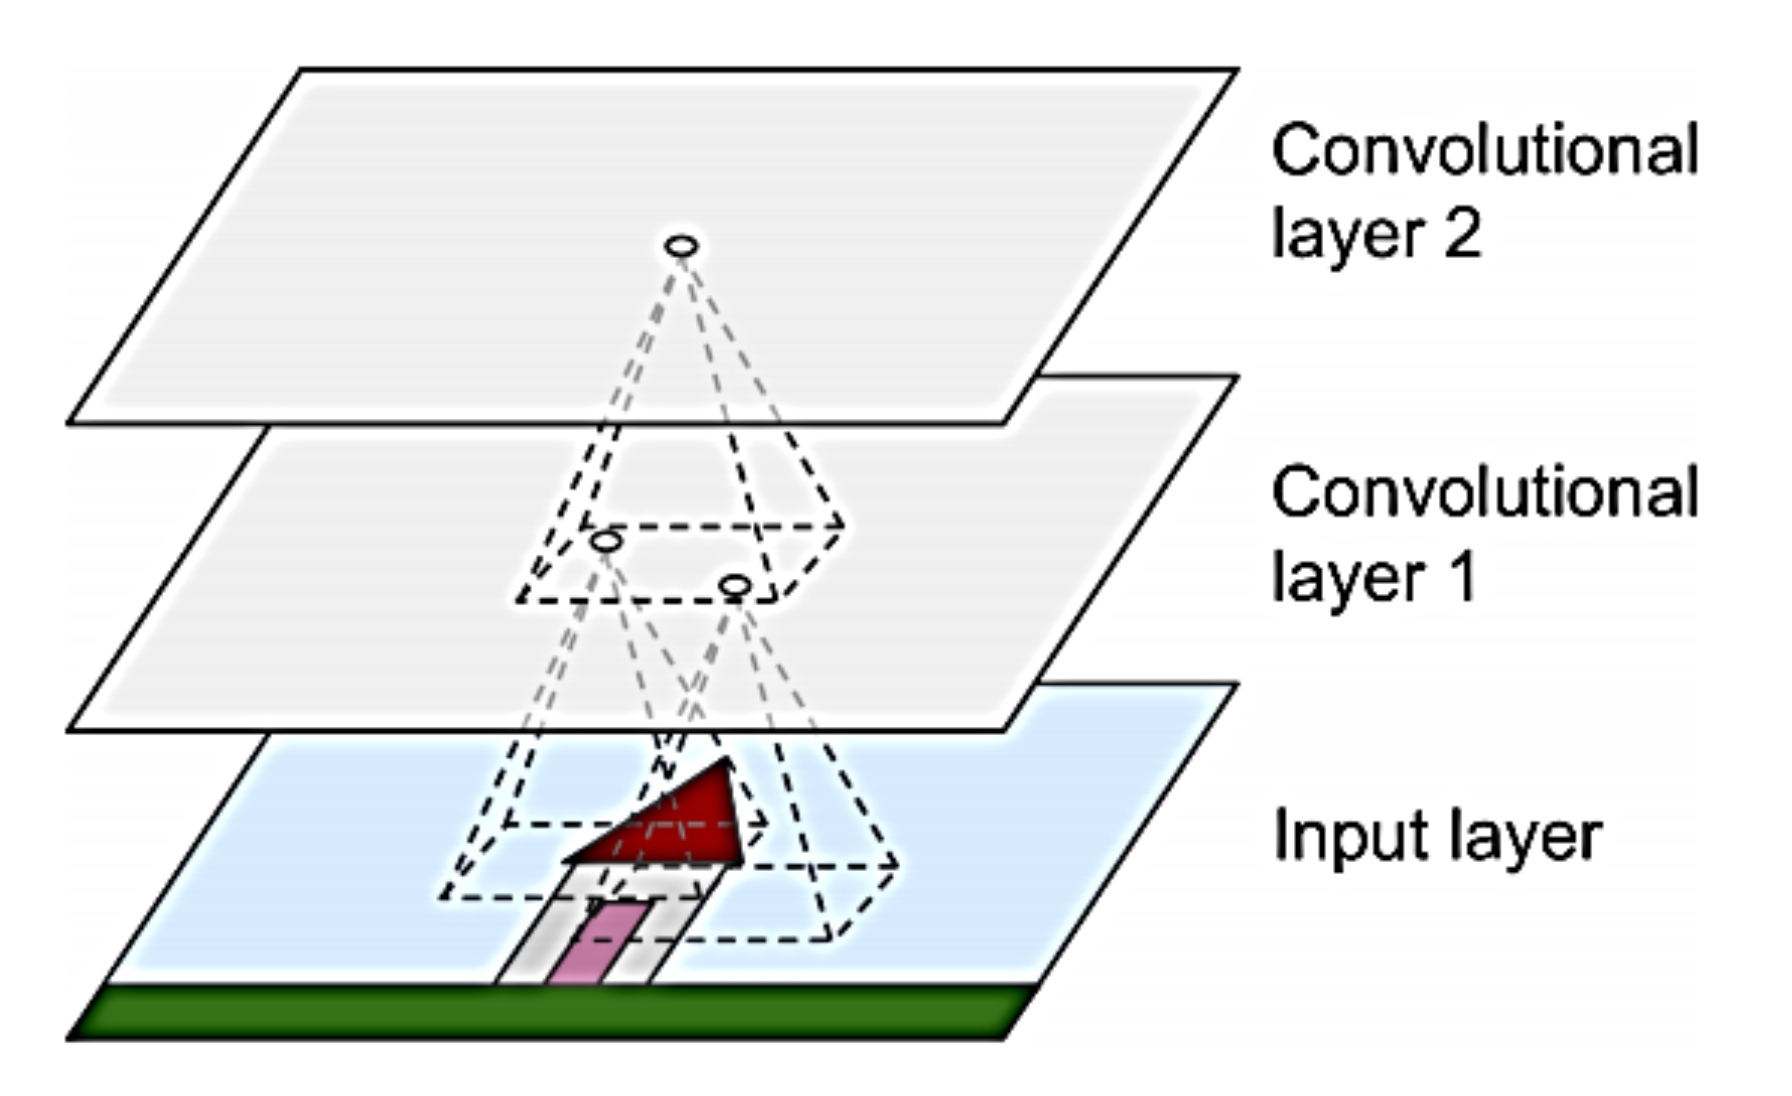 Convolutional
layer 2
Convolutional
layer 1
Input layer